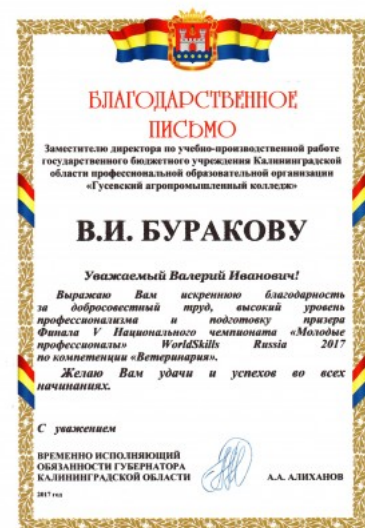 БЛАГОДАРСТВЕННОЕ
ПИСЬМО
Заместителю директора по учебно-производственной работе
государственного бюджетного учреждения Калининградской
области профессиональной образовательной организации
«Гусевский агропромышленный колледж»
В.И. БУРАКОВУ
Уважаемый Валерий Иванович!
Выражаю Вам искреннюю благодарность
за добросовестный труд, высокий уровень
профессионализма и подготовку призера
Финала V Национального чемпионата «Молодые
профессионалы» WorldSkills Russia 2017
по компетенции «Ветеринария».
Желаю Вам удачи и успехов во всех
начинаниях.
С уважением
ВРЕМЕННО ИСПОЛНЯЮЩИЙ
ОБЯЗАННОСТИ ГУБЕРНАТОРА
КАЛИНИНГРАДСКОЙ ОБЛАСТИ А.А. АЛИХАНОВ
2017 год